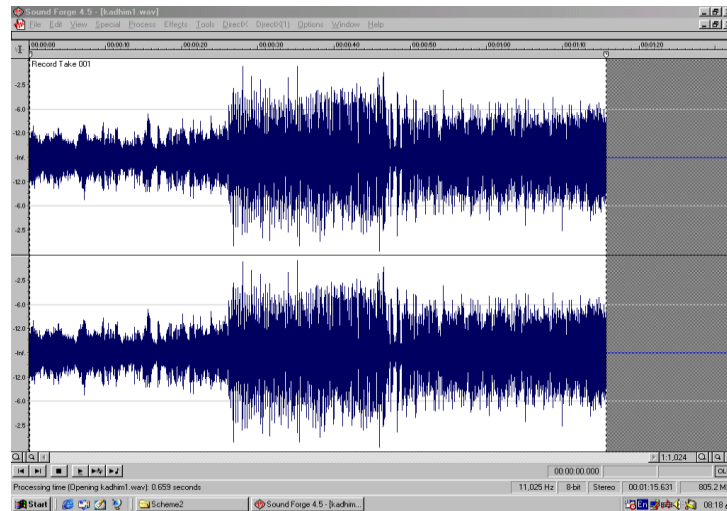 Sound Forge 4.5 - [kadhim1.wav]
File Edit View Special Process Effects Tools DirectX DirectX(1) Options Window Help
00:00:00 00:00:10 00:00:20 00:00:30 00:00:40 00:00:50 00:01:00 00:01:10 00:01:20
Record Take 001
-2.5
-6.0
-12.0
-Inf.
-12.0
-6.0
-2.5
-2.5
-6.0
-12.0
-Inf.
-12.0
-6.0
-2.5
1:1,024
00:00:00.000
Processing time (Opening kadhim1.wav): 0.659 seconds 11,025 Hz 8-bit Stereo 00:01:15.631 805.2 M
Start Scheme2 Sound Forge 4.5 - [kadhim... En 08:18